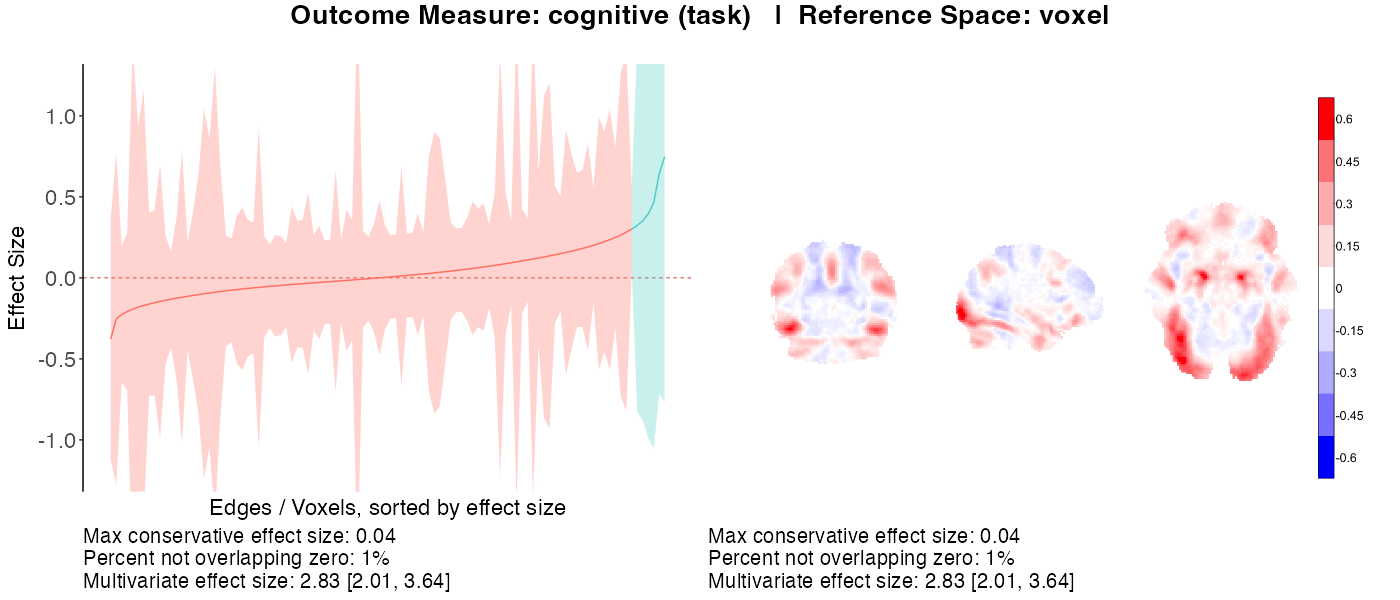 Outcome Measure: cognitive (task) | Reference Space: voxel
Effect Size
1.0
0.5
0.0
-0.5
-1.0
Edges / Voxels, sorted by effect size
Max conservative effect size: 0.04
Percent not overlapping zero: 1%
Multivariate effect size: 2.83 [2.01, 3.64]
0.6
0.45
0.3
0.15
0
-0.15
-0.3
-0.45
-0.6
Max conservative effect size: 0.04
Percent not overlapping zero: 1%
Multivariate effect size: 2.83 [2.01, 3.64]